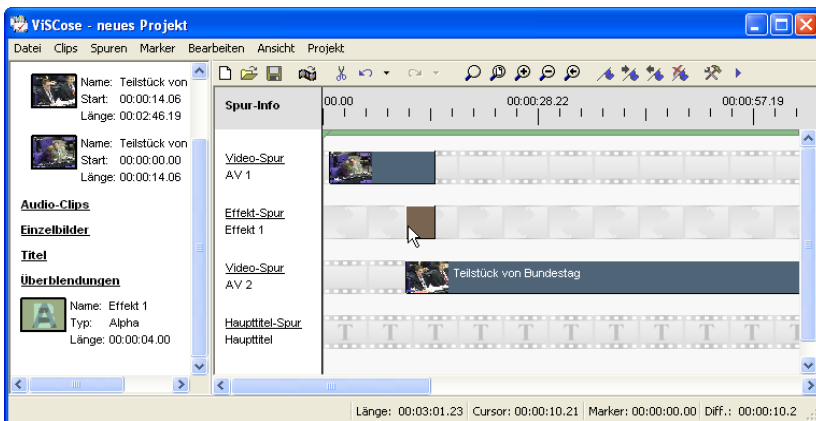 ViSCose - neues Projekt
Datei Clips Spuren Marker Bearbeiten Ansicht Projekt
Name: Teilstück von
Start: 00:00:14.06
Länge: 00:02:46.19
Name: Teilstück von
Start: 00:00:00.00
Länge: 00:00:14.06
Audio-Clips
Einzelbilder
Titel
Überblendungen
A
Name: Effekt 1
Typ: Alpha
Länge: 00:00:04.00
Spur-Info
00.00 00:00:28.22 00:00:57.19
Video-Spur
AV 1
Effekt-Spur
Effekt 1
Video-Spur
AV 2
Teilstück von Bundestag
Haupttitel-Spur
Haupttitel
T T T T T T T T T T T
Länge: 00:03:01.23 Cursor: 00:00:10.21 Marker: 00:00:00.00 Diff.: 00:00:10.2